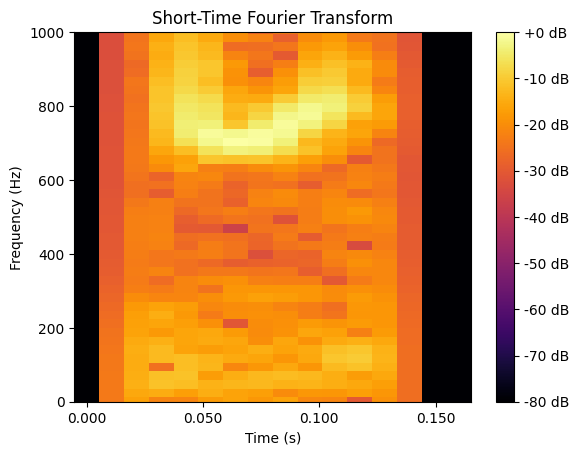 Short-Time Fourier Transform
1000
800
600
400
200
0
Frequency (Hz)
0.000
0.050
0.100
0.150
Time (s)
+0 dB
-10 dB
-20 dB
-30 dB
-40 dB
-50 dB
-60 dB
-70 dB
-80 dB